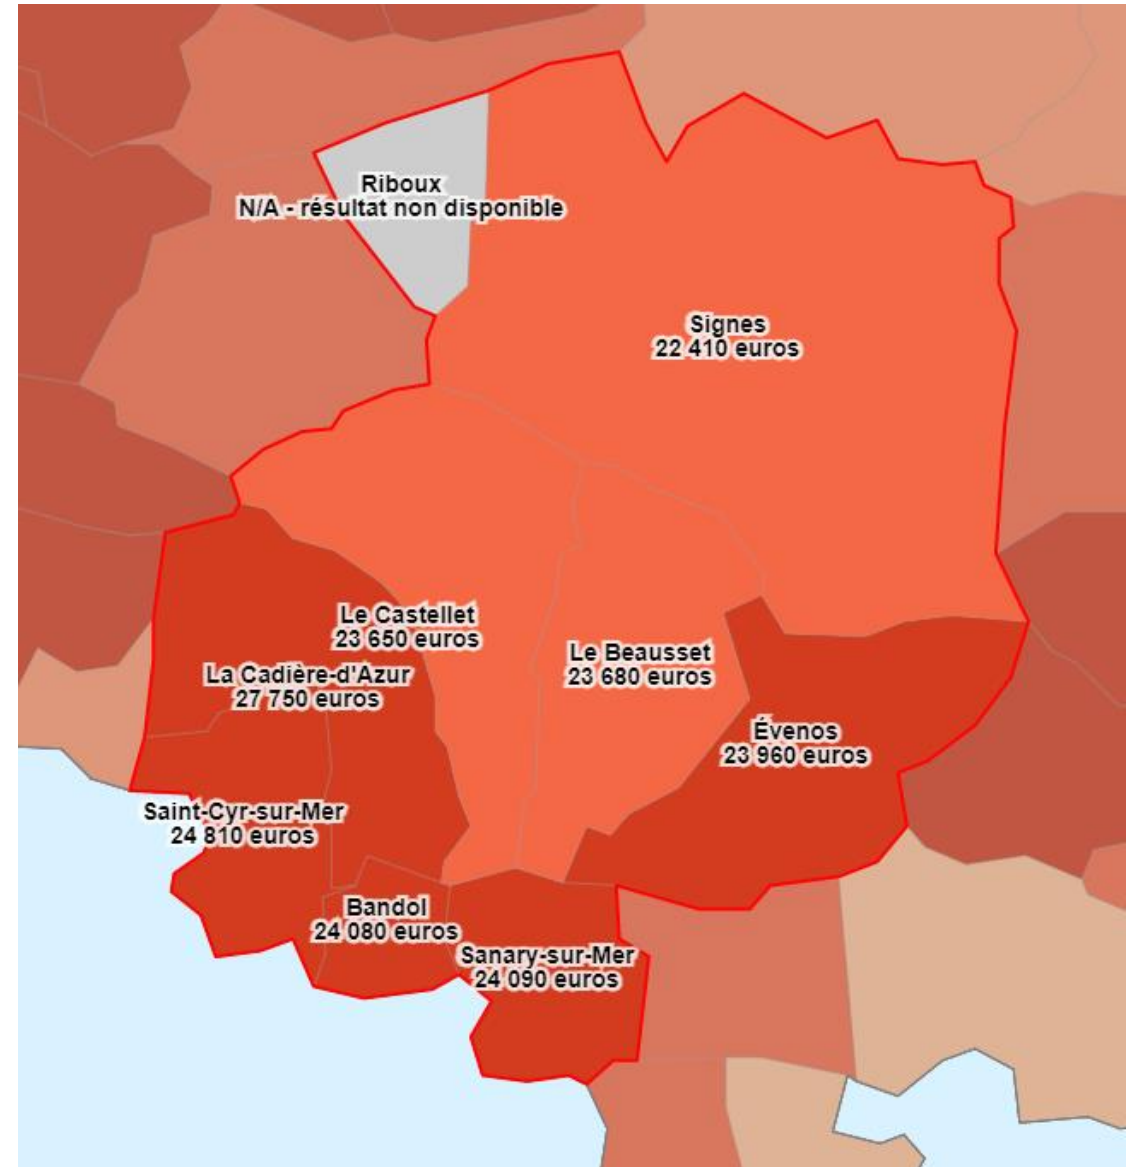 Riboux
N/A - résultat non disponible
Signes
22 410 euros
Le Castellet
23 650 euros
Le Beausset
23 680 euros
La Cadière-d'Azur
27 750 euros
Évenos
23 960 euros
Saint-Cyr-sur-Mer
24 810 euros
Bandol
24 080 euros
Sanary-sur-Mer
24 090 euros